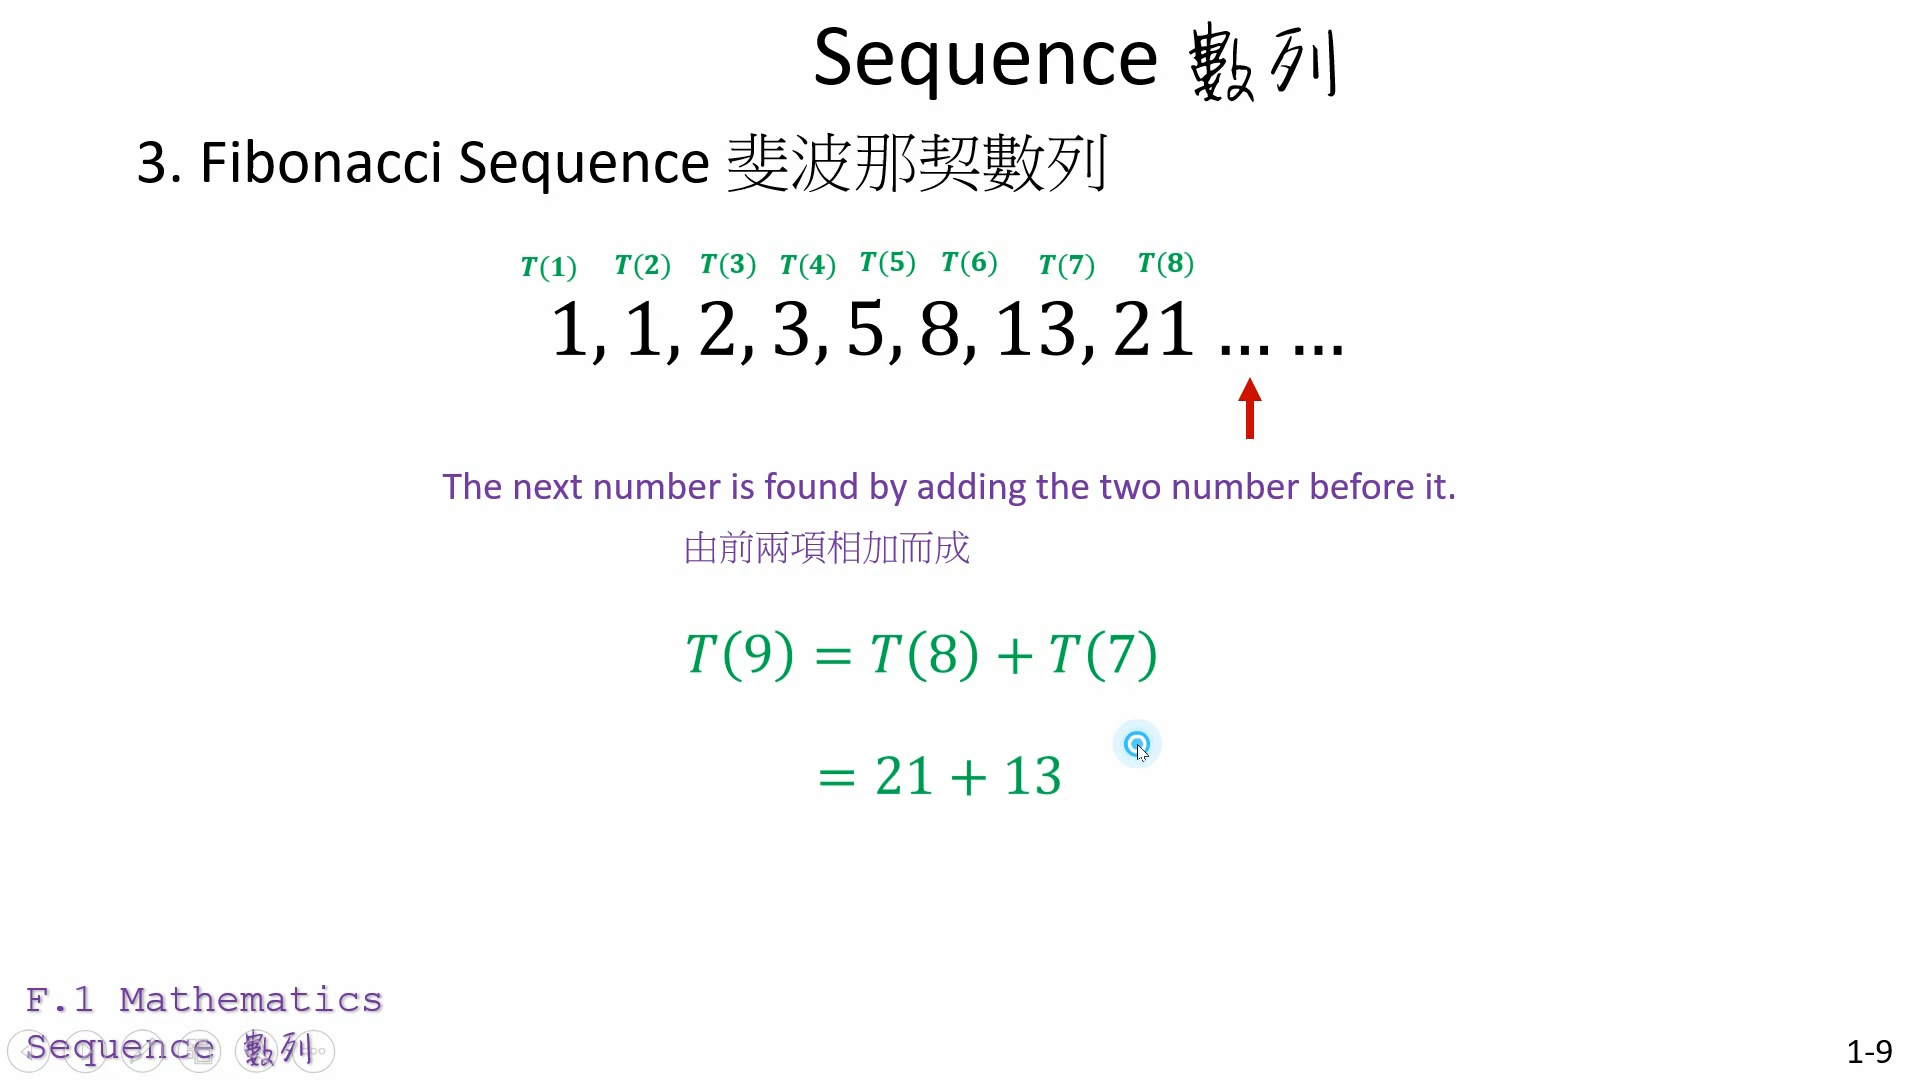 Sequence 數列
3. Fibonacci Sequence 斐波那契數列
T(1) T(2) T(3) T(4) T(5) T(6) T(7) T(8)
1, 1, 2, 3, 5, 8, 13, 21 … …
The next number is found by adding the two number before it.
由前兩項相加而成
T(9) = T(8) + T(7)
= 21 + 13
F.1 Mathematics
Sequence 數列
1-9